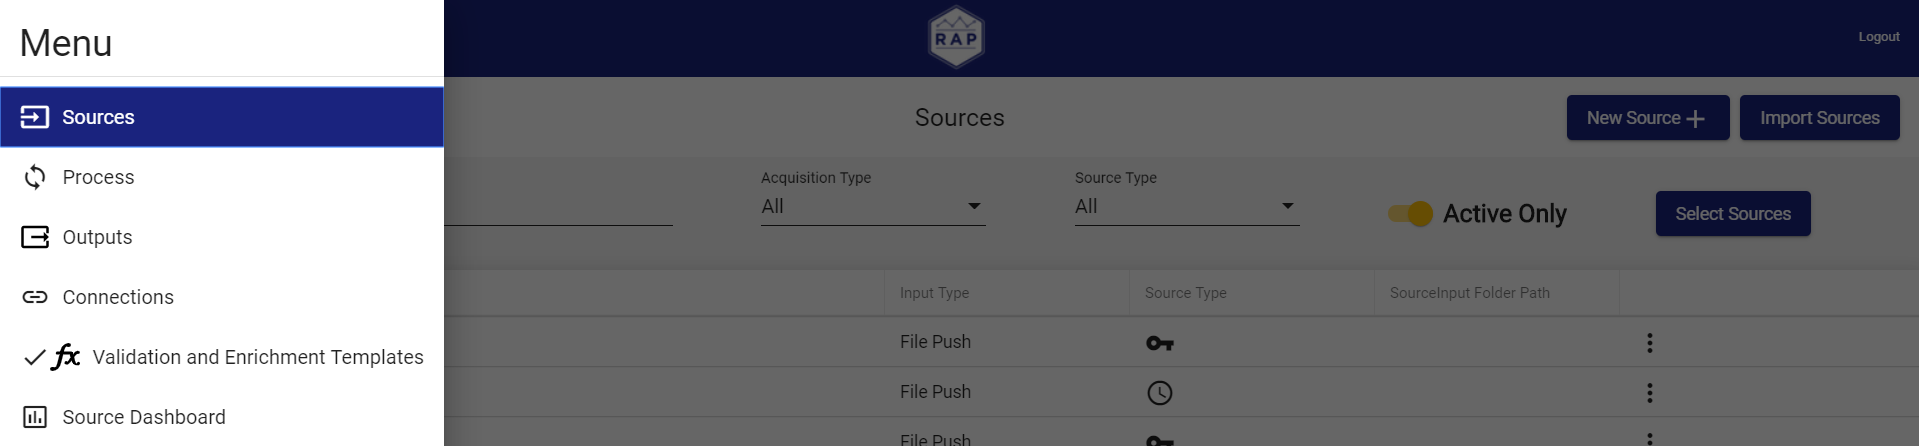 Menu
Sources
Process
Outputs
Connections
fx Validation and Enrichment Templates
Source Dashboard
RAP
Logout
Sources
New Source
Import Sources
Acquisition Type
All
Source Type
All
Active Only
Select Sources
Input Type
Source Type
SourceInput Folder Path
File Push
File Push
File Push